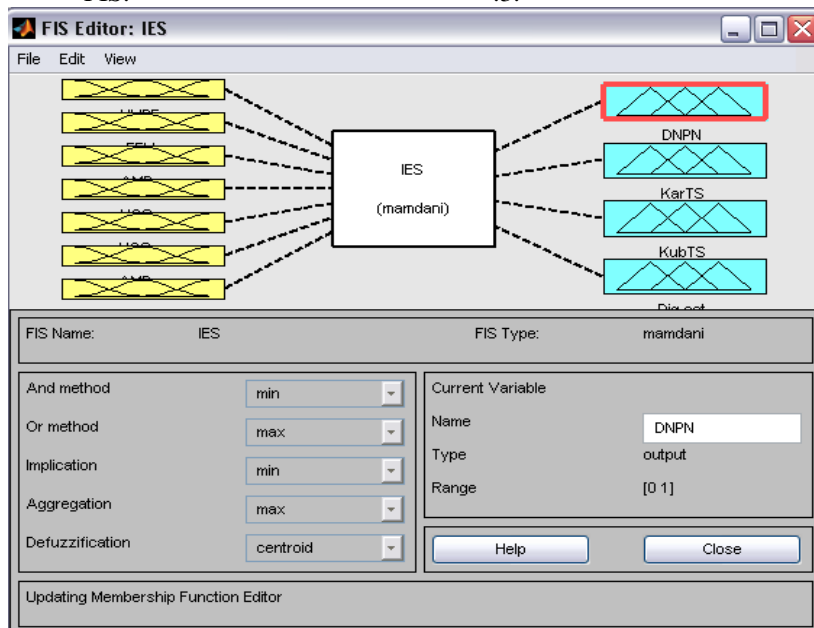 FIS Editor: IES
File Edit View
DNPN
KarTS
KubTS
IES
(mamdani)
FIS Name: IES FIS Type: mamdani
And method min
Or method max
Implication min
Aggregation max
Defuzzification centroid
Current Variable
Name DNPN
Type output
Range [0 1]
Help Close
Updating Membership Function Editor